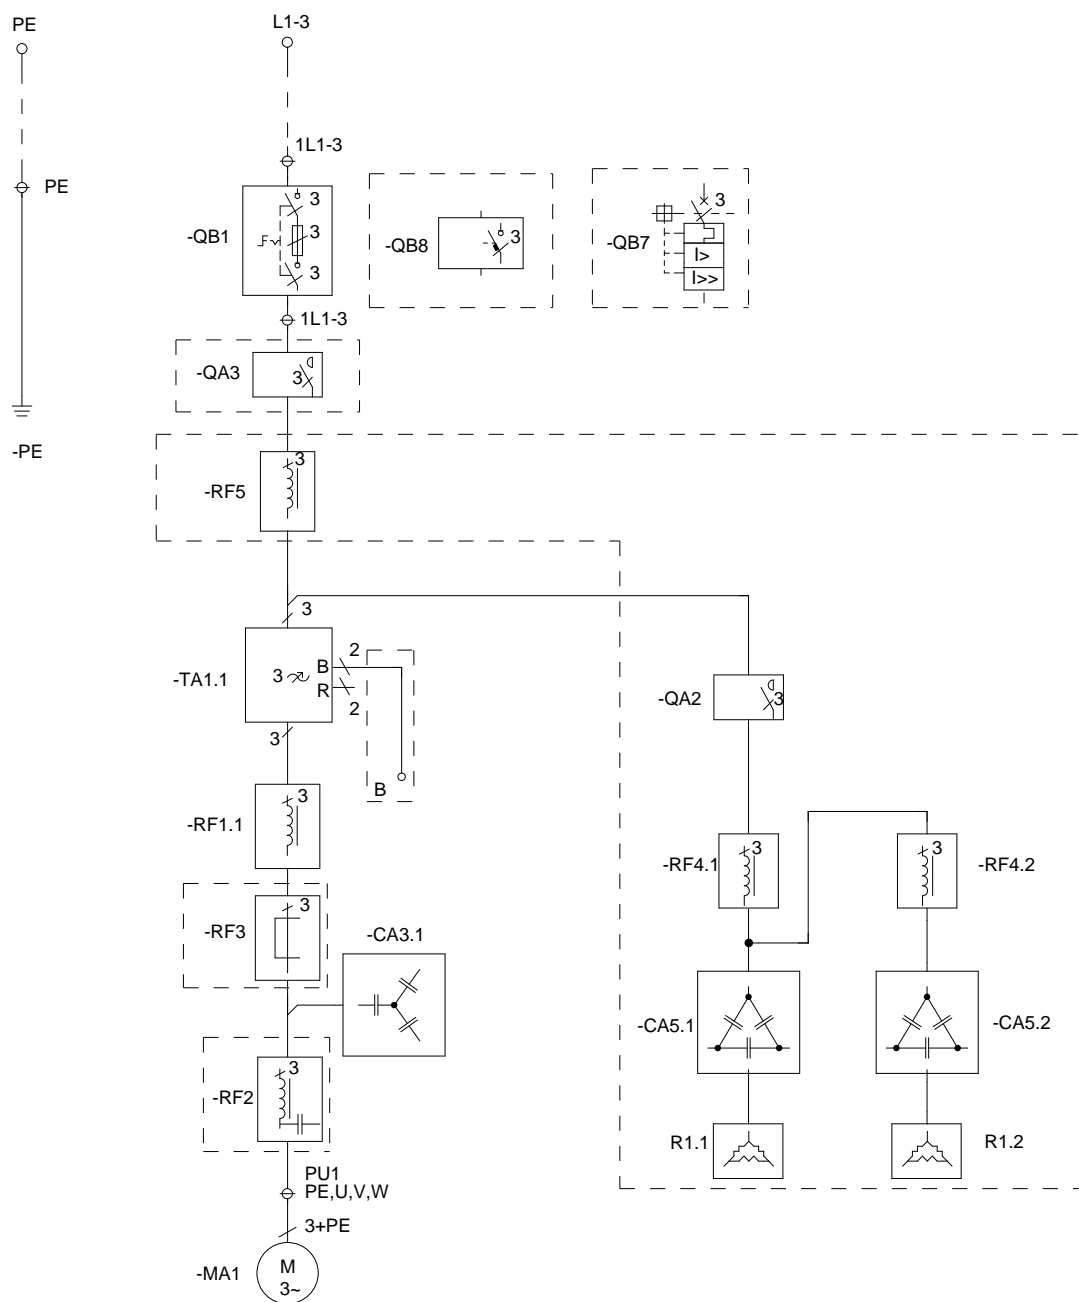 PE
L1-3
1L1-3
PE
-QB1
3
3
3
-QB8
3
-QB7
3
I>
I>>
1L1-3
-QA3
3
-PE
-RF5
3
3
-TA1.1
3
B
R
2
2
3
B
-QA2
3
-RF1.1
3
-RF4.1
3
3
-RF4.2
-RF3
3
-CA3.1
-CA5.1
-CA5.2
-RF2
3
R1.1
R1.2
PU1
PE,U,V,W
3+PE
-MA1
M
3~